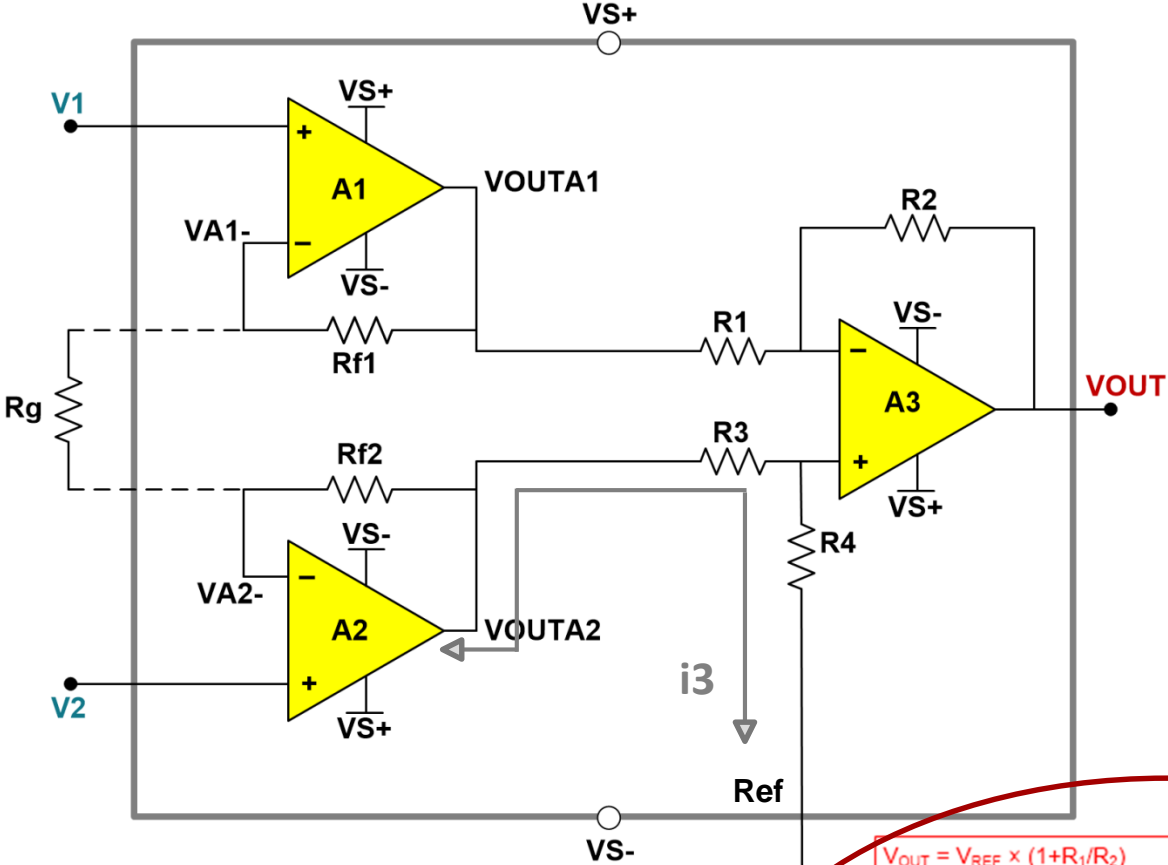 VS+
V1
VS+
+
A1
VOUTA1
VA1-
−
VS-
R2
Rf1
R1
VS-
−
Rg
A3
VOUT
Rf2
R3
+
VS+
VS-
R4
−
VA2-
A2
VOUTA2
+
V2
VS+
i3
Ref
VS-
VOUT = VREF × (1+R1/R2)